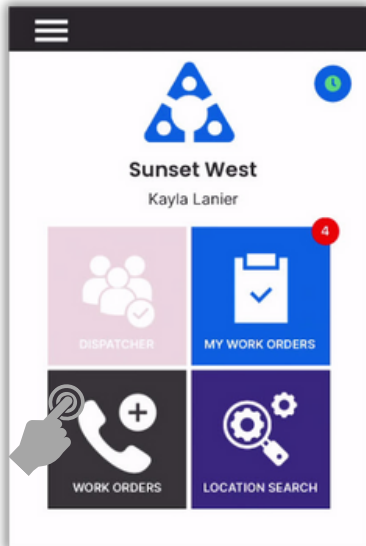 Sunset West
Kayla Lanier
4
DISPATCHER
MY WORK ORDERS
WORK ORDERS
LOCATION SEARCH